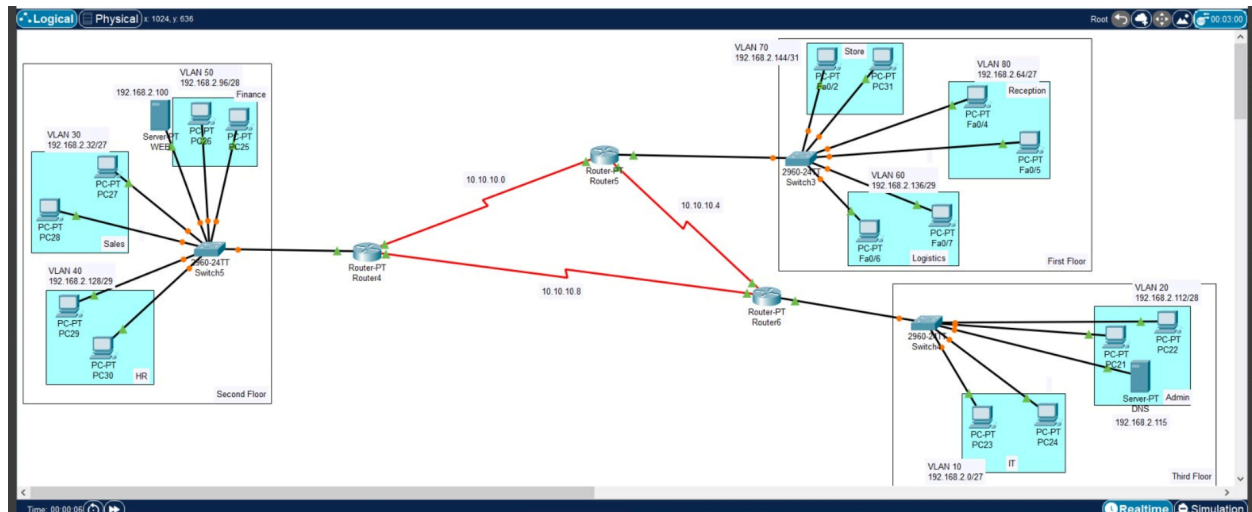 Logical
Physical
x: 1024, y: 636
Root
00:03:00
VLAN 50
192.168.2.96/28
Finance
192.168.2.100
Server-PT
WEB
PC-PT
PC26
PC-PT
PC25
VLAN 30
192.168.2.32/27
PC-PT
PC27
PC-PT
PC28
Sales
2960-24TT
Switch5
VLAN 40
192.168.2.128/29
PC-PT
PC29
PC-PT
PC30
HR
Second Floor
Router-PT
Router4
10.10.10.0
Router-PT
Router5
10.10.10.4
10.10.10.8
Router-PT
Router6
VLAN 70
192.168.2.144/31
Store
PC-PT
Fa0/2
PC-PT
PC31
VLAN 80
192.168.2.64/27
Reception
PC-PT
Fa0/4
PC-PT
Fa0/5
2960-24TT
Switch3
VLAN 60
192.168.2.136/29
PC-PT
Fa0/7
PC-PT
Fa0/6
Logistics
First Floor
VLAN 20
192.168.2.112/28
PC-PT
PC22
PC-PT
PC21
Server-PT
DNS
Admin
192.168.2.115
2960-24TT
PC-PT
PC23
PC-PT
PC24
IT
VLAN 10
192.168.2.0/27
Third Floor
Time: 00:00:06
Realtime
Simulation